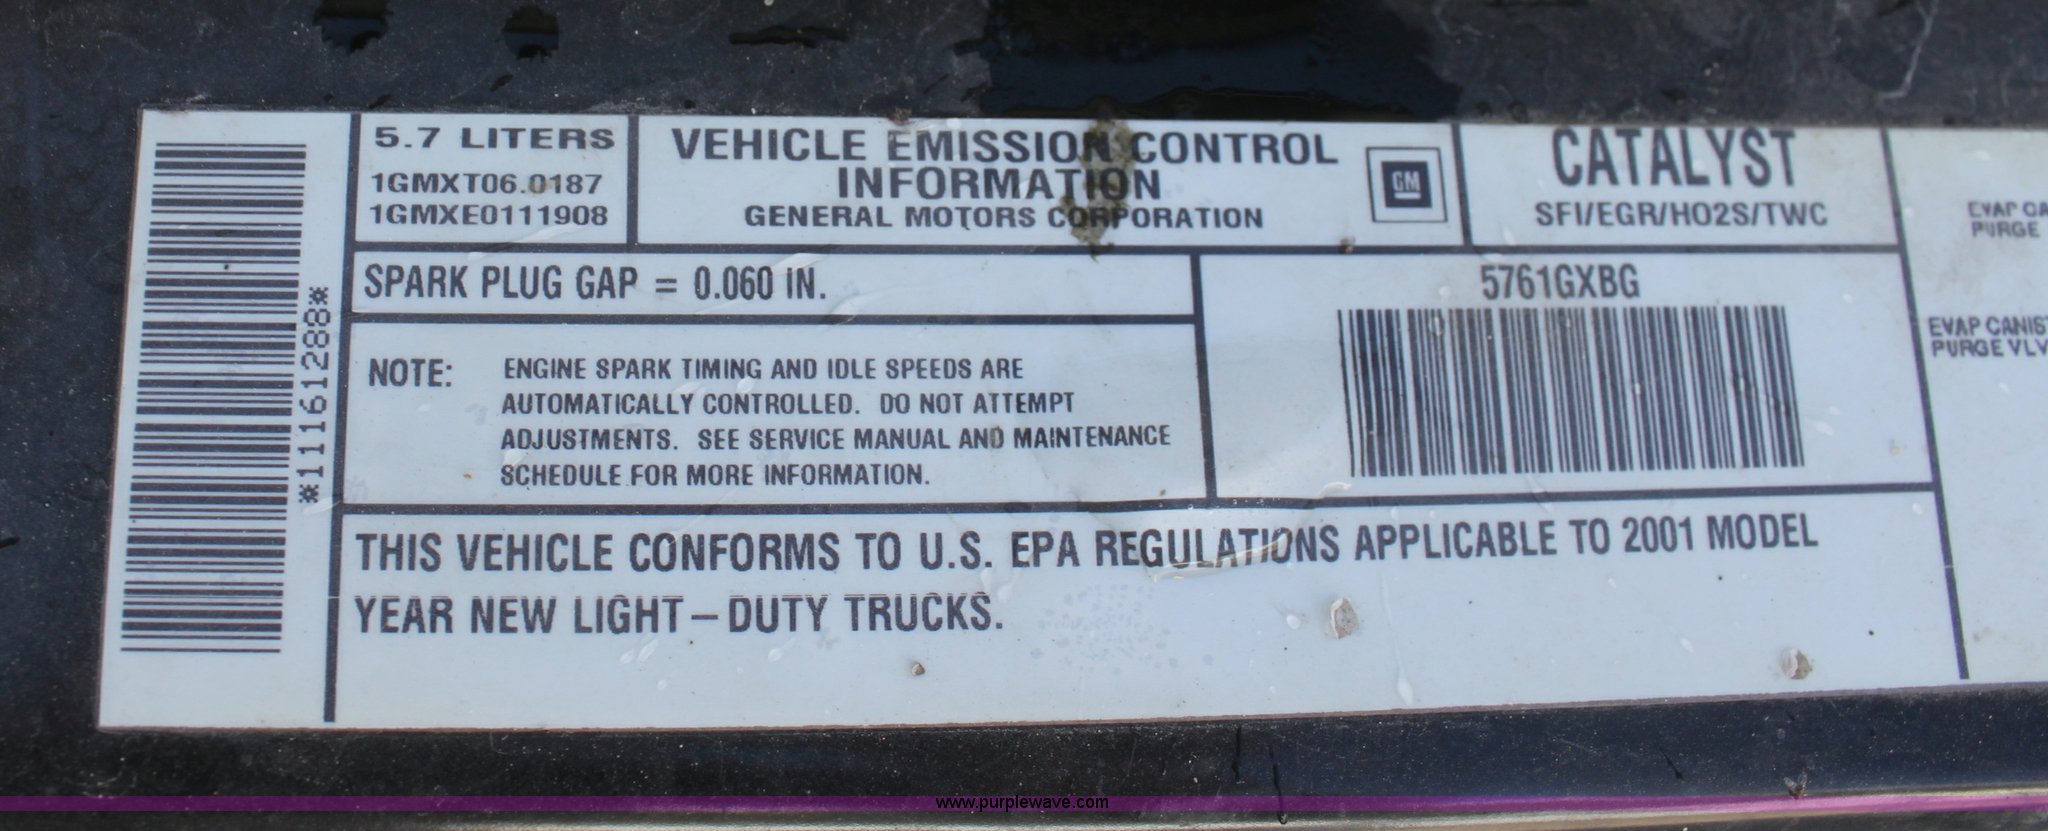 *11161288*
5.7 LITERS
1GMXT06.0187
1GMXE0111908
VEHICLE EMISSION CONTROL
INFORMATION
GENERAL MOTORS CORPORATION
GM
CATALYST
SFI/EGR/HO2S/TWC
SPARK PLUG GAP = 0.060 IN.
5761GXBG
NOTE: ENGINE SPARK TIMING AND IDLE SPEEDS ARE
AUTOMATICALLY CONTROLLED. DO NOT ATTEMPT
ADJUSTMENTS. SEE SERVICE MANUAL AND MAINTENANCE
SCHEDULE FOR MORE INFORMATION.
THIS VEHICLE CONFORMS TO U.S. EPA REGULATIONS APPLICABLE TO 2001 MODEL
YEAR NEW LIGHT-DUTY TRUCKS.
EVAP
PURGE
EVAP
PURGE
www.purplewave.com